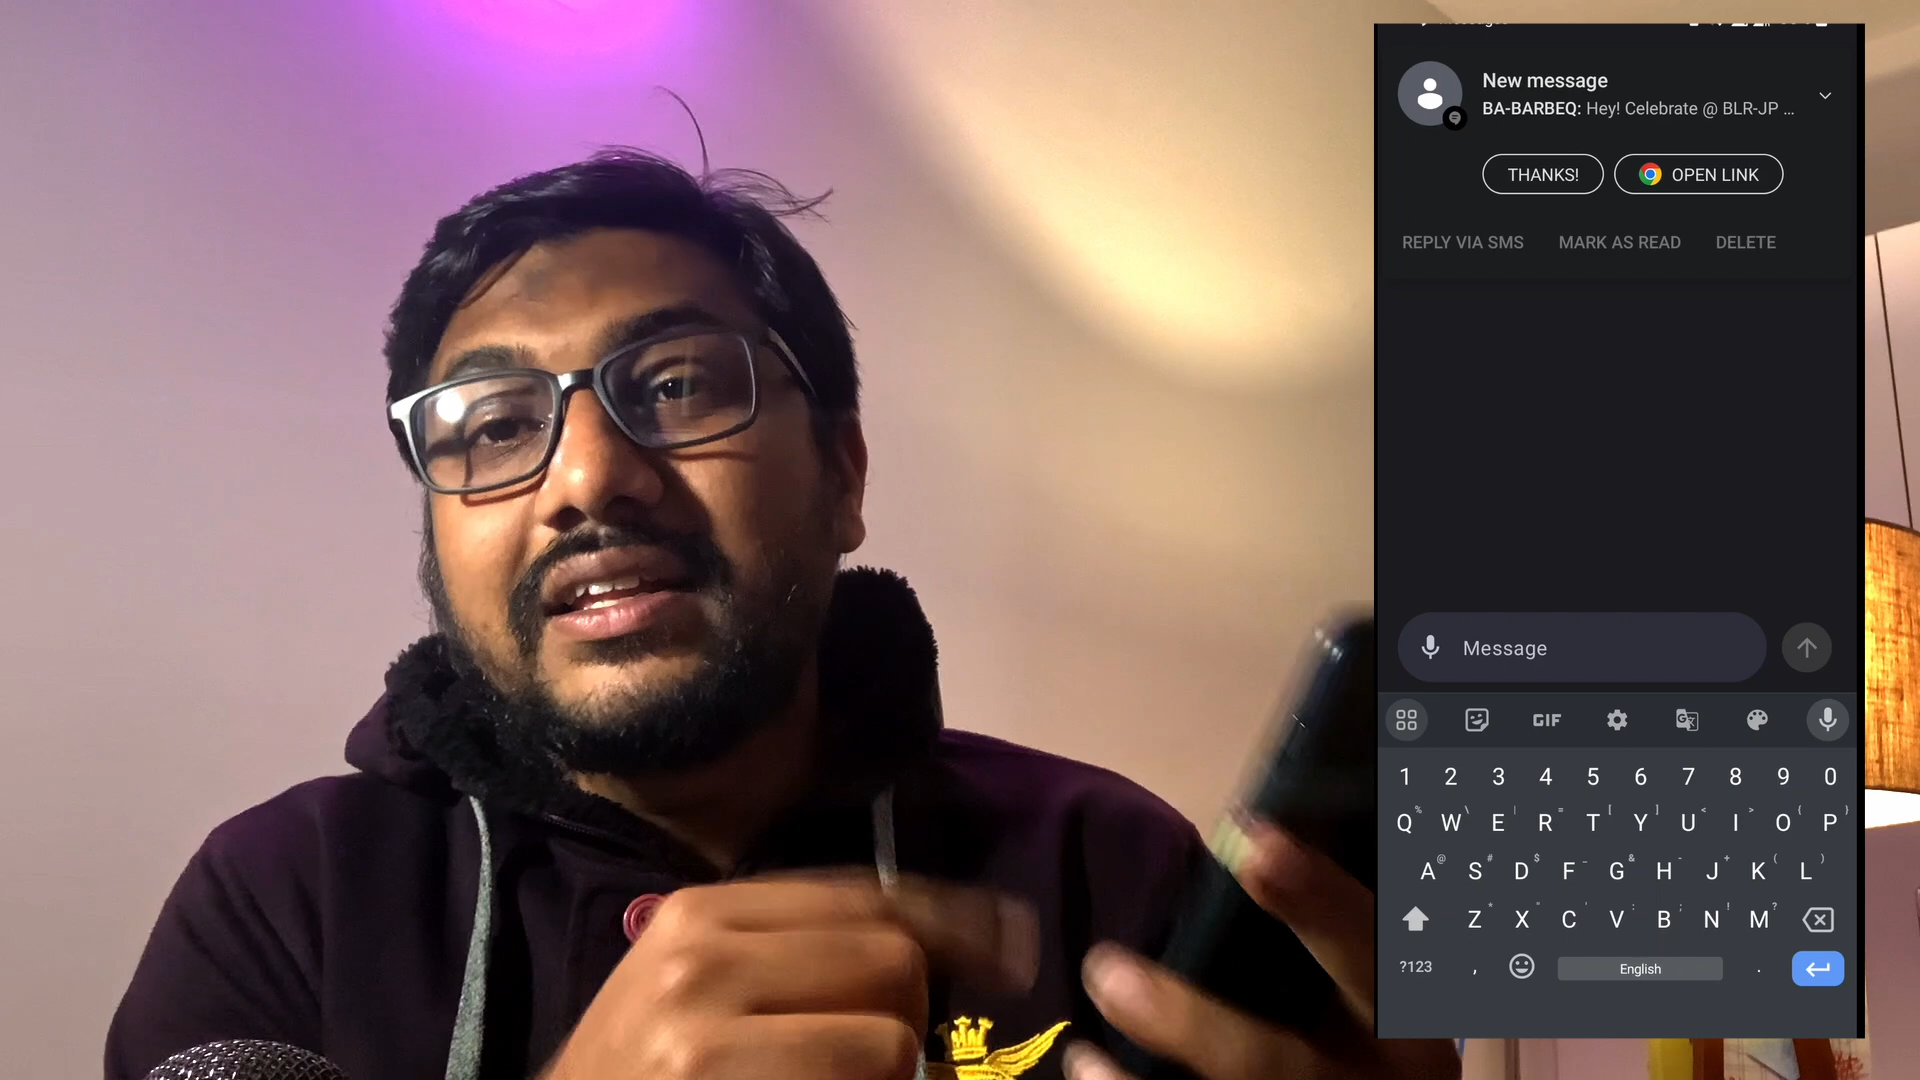 New message
BA-BARBEQ: Hey! Celebrate @ BLR-JP ...
THANKS! OPEN LINK
REPLY VIA SMS MARK AS READ DELETE
Message
GIF
1 2 3 4 5 6 7 8 9 0
Q W E R T Y U I O P
A S D F G H J K L
Z X C V B N M
?123 , English .